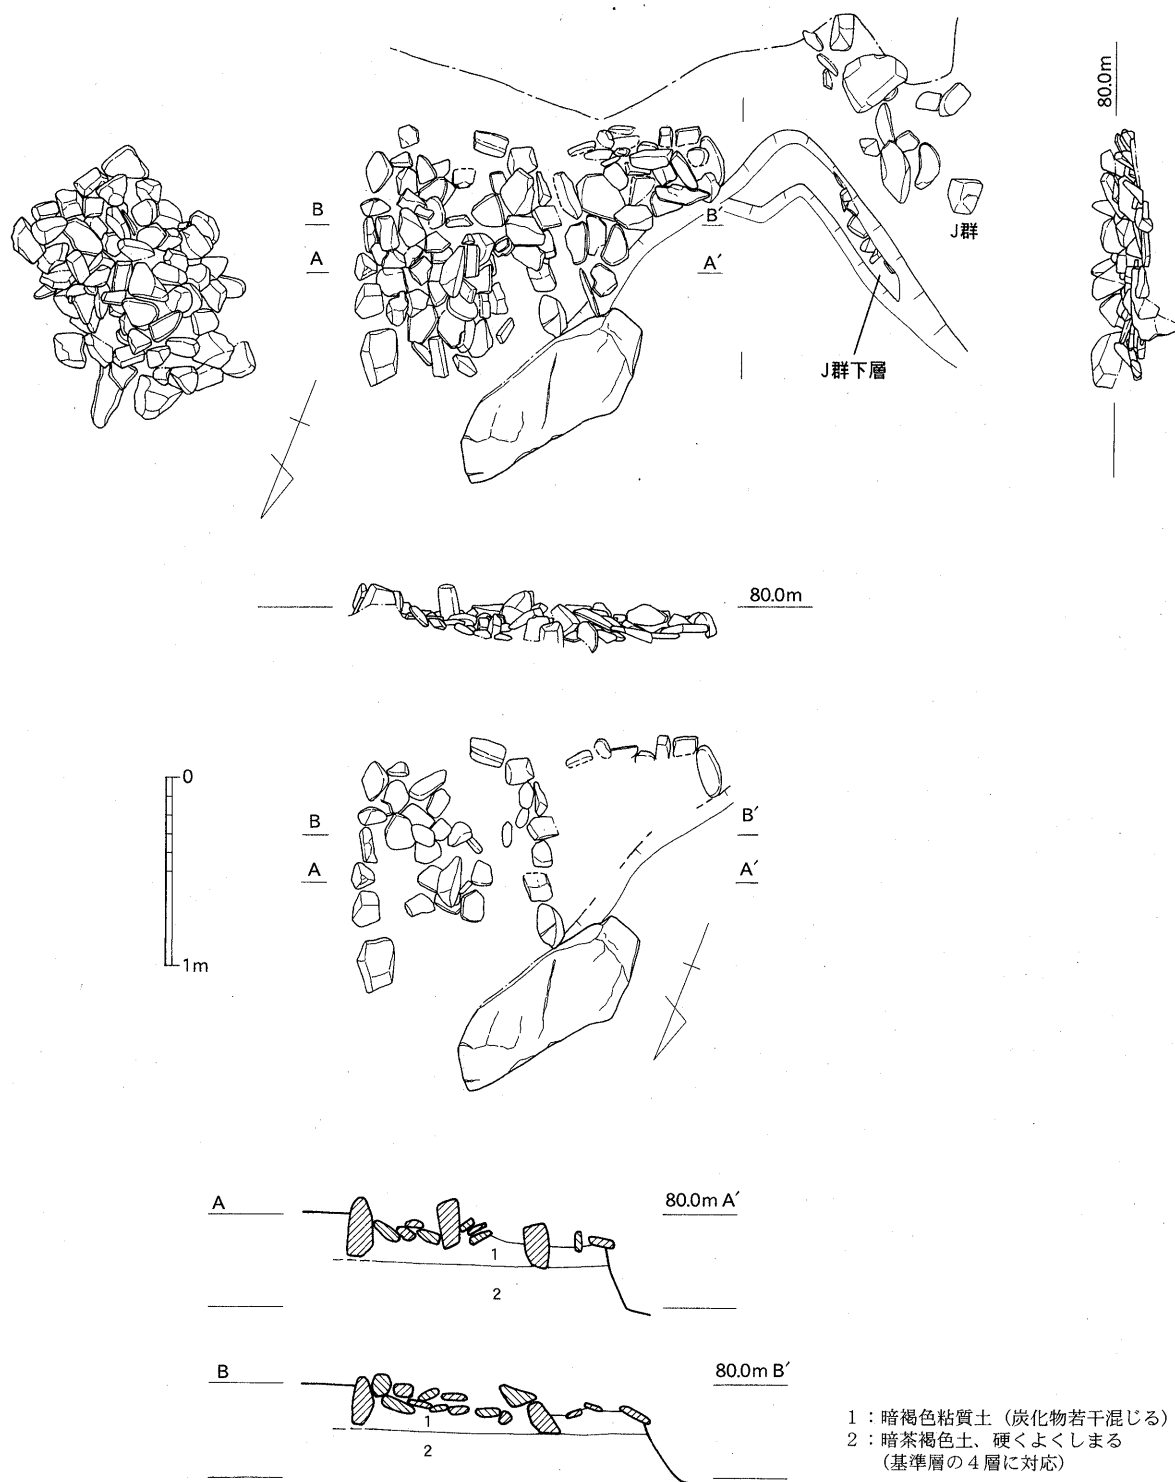 80.0m
B
B′
A
A′
J群
J群下層
80.0m
0
1m
B
B′
A
A′
A
80.0m A′
1
2
B
80.0m B′
1
2
1：暗褐色粘質土（炭化物若干混じる）
2：暗茶褐色土、硬くよくしまる
（基準層の４層に対応）